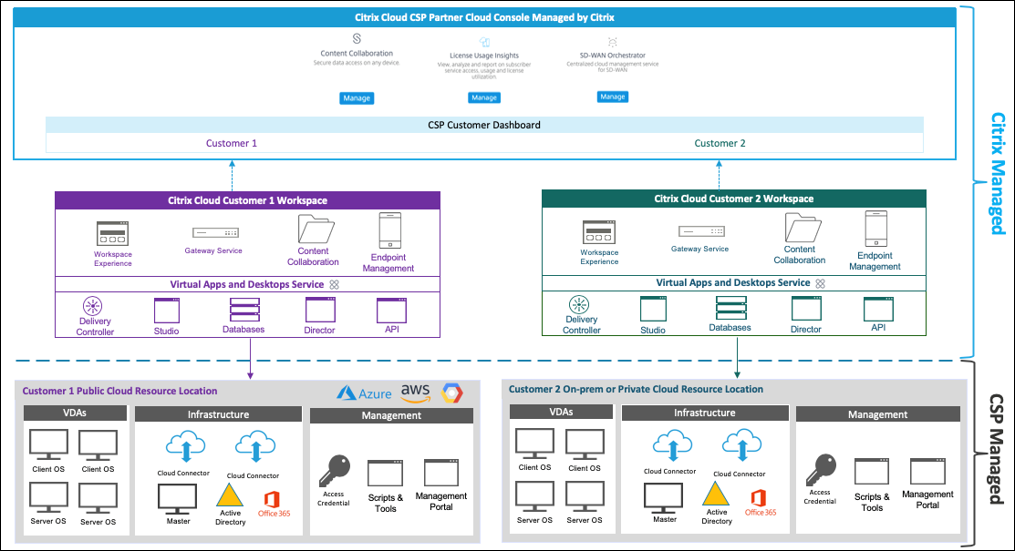 Citrix Cloud CSP Partner Cloud Console Managed by Citrix
Content Collaboration
Secure data access on any device.
Manage
License Usage Insights
View, analyze and report on subscriber
service access, usage and license
utilization.
Manage
SD-WAN Orchestrator
Centralized cloud management service
for SD-WAN
Manage
CSP Customer Dashboard
Customer 1
Customer 2
Citrix Managed
Citrix Cloud Customer 1 Workspace
Workspace
Experience
Gateway Service
Content
Collaboration
Endpoint
Management
Virtual Apps and Desktops Service
Delivery
Controller
Studio
Databases
Director
API
Citrix Cloud Customer 2 Workspace
Workspace
Experience
Gateway Service
Content
Collaboration
Endpoint
Management
Virtual Apps and Desktops Service
Delivery
Controller
Studio
Databases
Director
API
Customer 1 Public Cloud Resource Location
Azure
aws
VDAs
Client OS
Client OS
Server OS
Server OS
Infrastructure
Cloud Connector
Cloud Connector
Master
Active
Directory
Office 365
Management
Access
Credential
Scripts &
Tools
Management
Portal
Customer 2 On-prem or Private Cloud Resource Location
VDAs
Client OS
Client OS
Server OS
Server OS
Infrastructure
Cloud Connector
Cloud Connector
Master
Active
Directory
Office 365
Management
Access
Credential
Scripts &
Tools
Management
Portal
CSP Managed